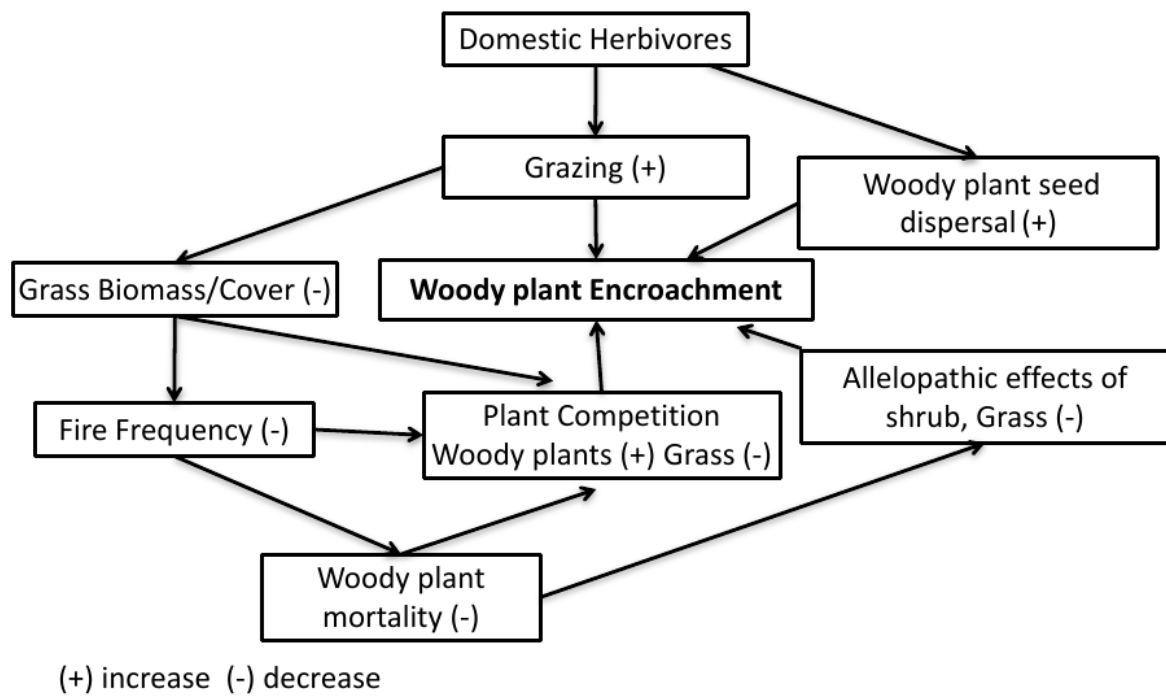 Domestic Herbivores
Grazing (+)
Woody plant seed
dispersal (+)
Grass Biomass/Cover (-)
Woody plant Encroachment
Allelopathic effects of
shrub, Grass (-)
Fire Frequency (-)
Plant Competition
Woody plants (+) Grass (-)
Woody plant
mortality (-)
(+) increase (-) decrease